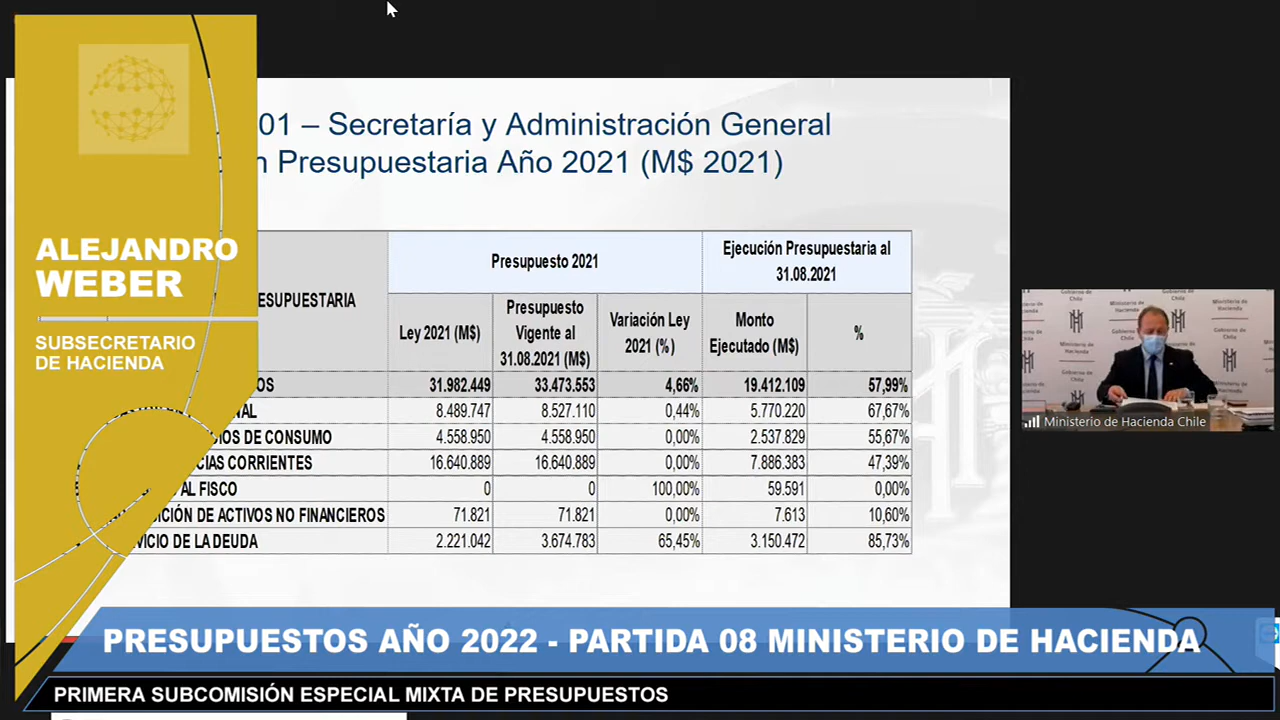 01 – Secretaría y Administración General
n Presupuestaria Año 2021 (M$ 2021)
ALEJANDRO
WEBER
SUBSECRETARIO
DE HACIENDA
Presupuesto 2021
Ejecución Presupuestaria al
31.08.2021
RESUPUESTARIA
Ley 2021 (M$)
Presupuesto
Vigente al
31.08.2021 (M$)
Variación Ley
2021 (%)
Monto
Ejecutado (M$)
%
OS 31.982.449 33.473.553 4,66% 19.412.109 57,99%
NAL 8.489.747 8.527.110 0,44% 5.770.220 67,67%
CIOS DE CONSUMO 4.558.950 4.558.950 0,00% 2.537.829 55,67%
CIAS CORRIENTES 16.640.889 16.640.889 0,00% 7.886.383 47,39%
AL FISCO 0 0 100,00% 59.591 0,00%
SICIÓN DE ACTIVOS NO FINANCIEROS 71.821 71.821 0,00% 7.613 10,60%
VICIO DE LA DEUDA 2.221.042 3.674.783 65,45% 3.150.472 85,73%
Ministerio de Hacienda Chile
PRESUPUESTOS AÑO 2022 - PARTIDA 08 MINISTERIO DE HACIENDA
PRIMERA SUBCOMISIÓN ESPECIAL MIXTA DE PRESUPUESTOS